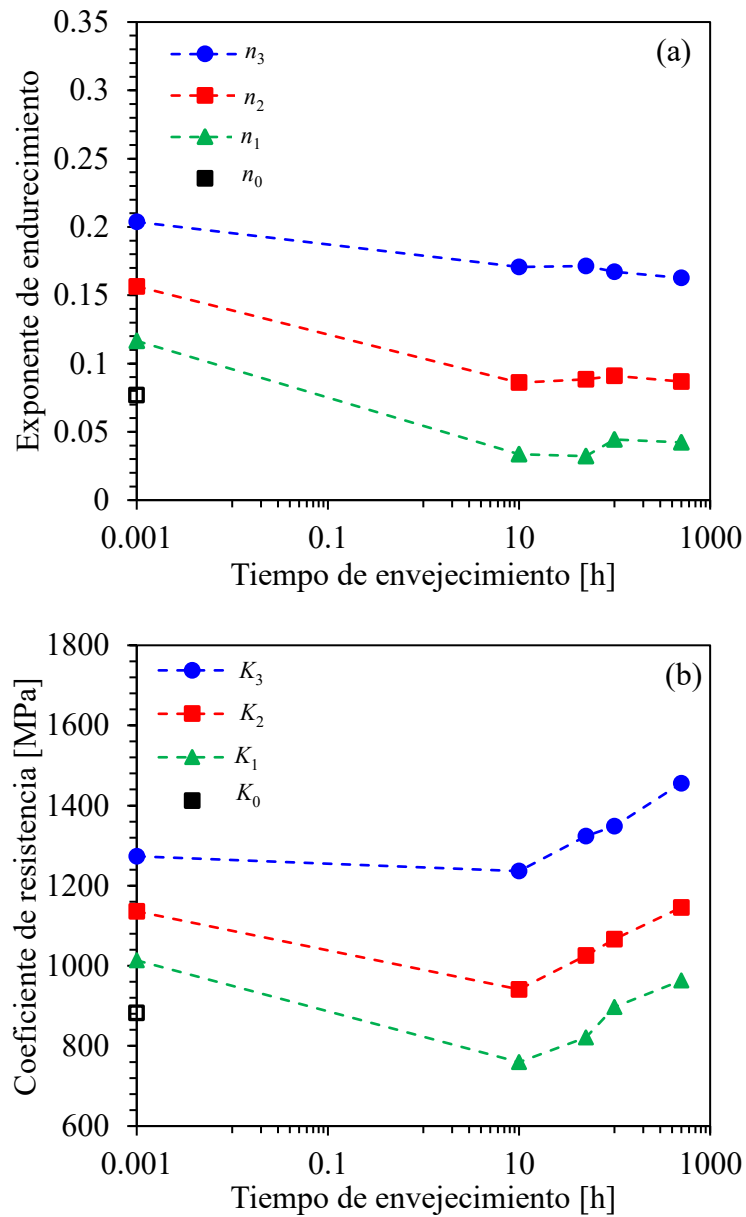 (a)
n3
n2
n1
n0
Exponente de endurecimiento
0.35
0.3
0.25
0.2
0.15
0.1
0.05
0
0.001 0.1 10 1000
Tiempo de envejecimiento [h]
(b)
K3
K2
K1
K0
Coeficiente de resistencia [MPa]
1800
1600
1400
1200
1000
800
600
0.001 0.1 10 1000
Tiempo de envejecimiento [h]